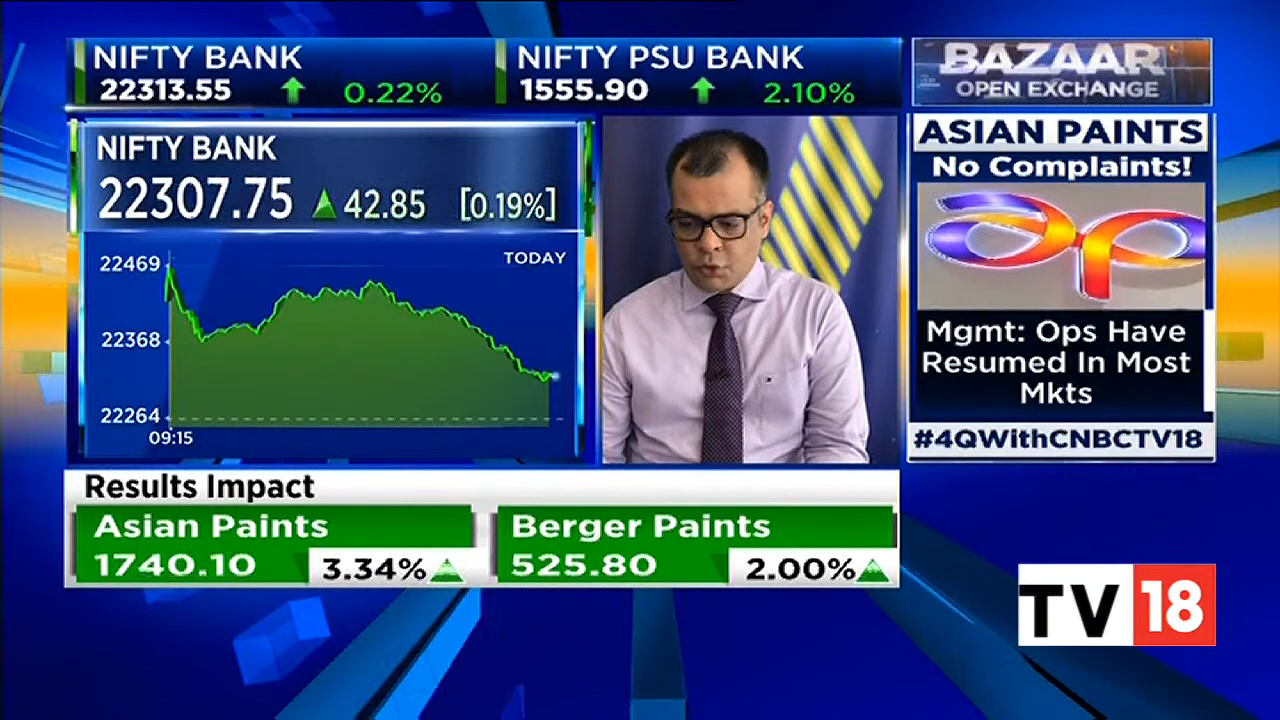 NIFTY BANK
22313.55 0.22%
NIFTY PSU BANK
1555.90 2.10%
BAZAAR
OPEN EXCHANGE
NIFTY BANK
22307.75 42.85 [0.19%]
TODAY
22469
22368
22264
09:15
ASIAN PAINTS
No Complaints!
ap
Mgmt: Ops Have
Resumed In Most
Mkts
#4QWithCNBCTV18
Results Impact
Asian Paints
1740.10 3.34%
Berger Paints
525.80 2.00%
TV18